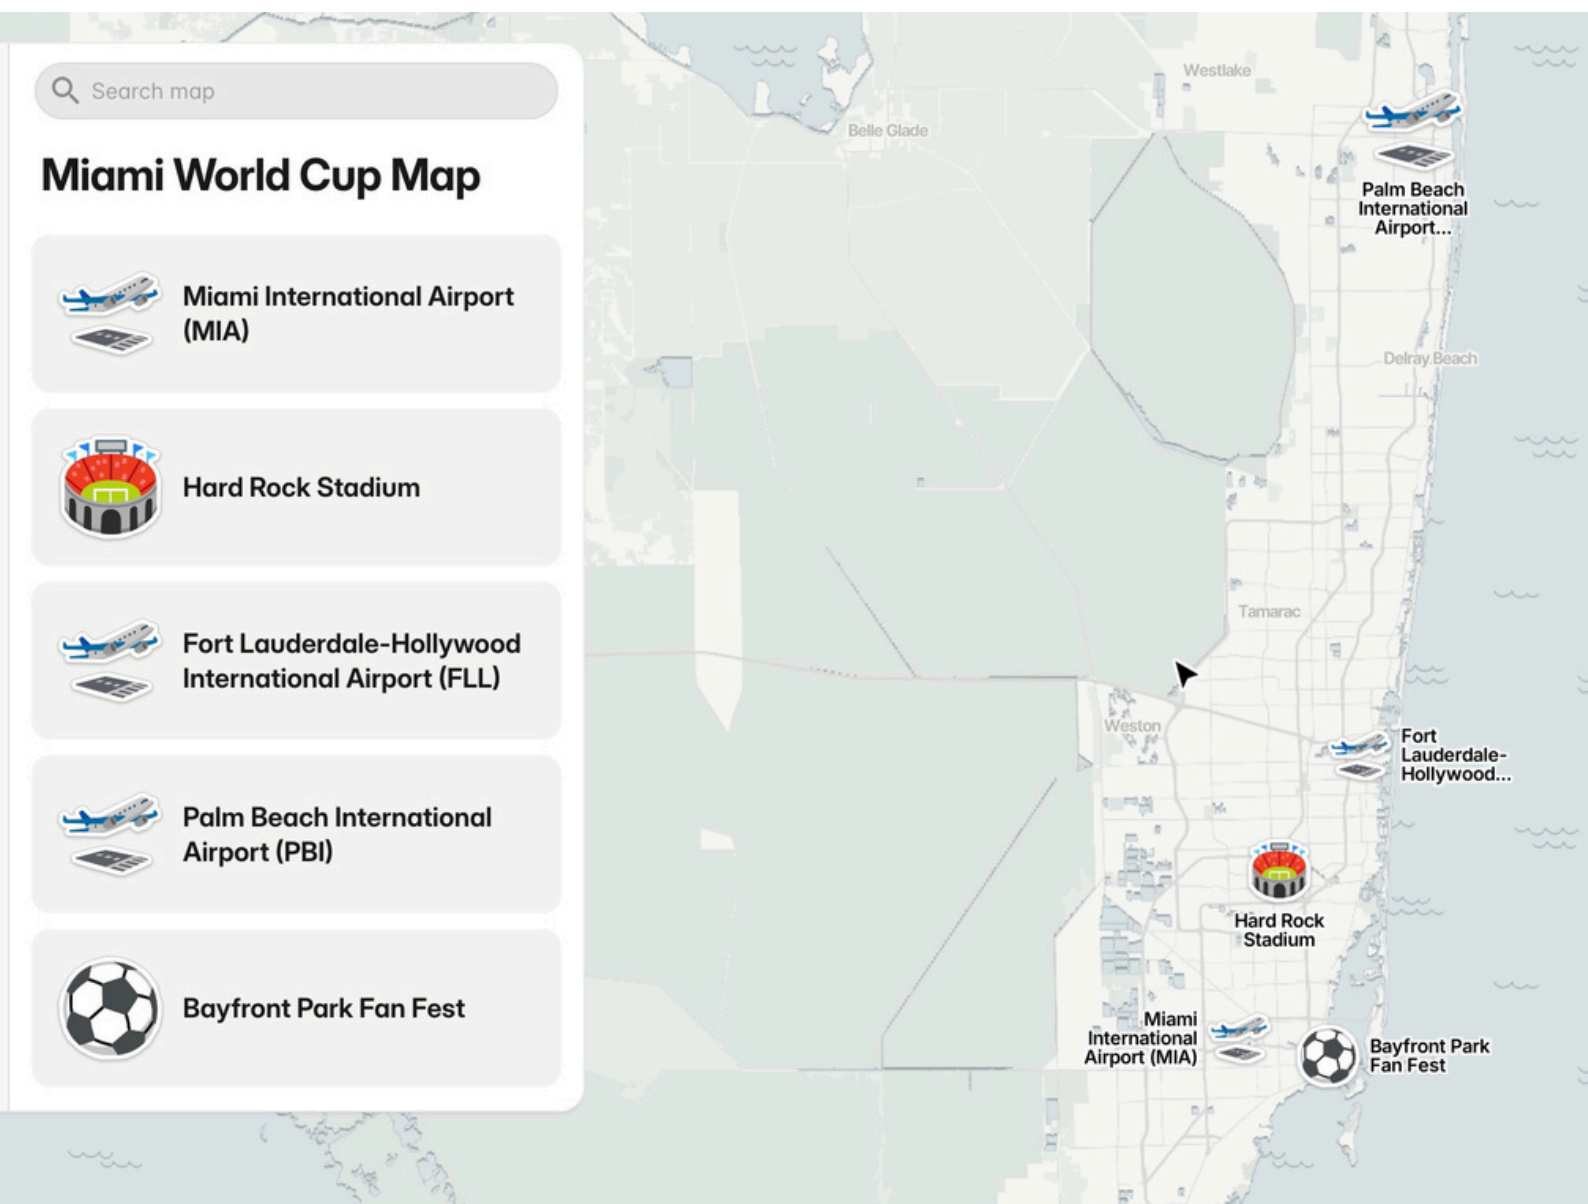 Search map
Miami World Cup Map
Miami International Airport
(MIA)
Hard Rock Stadium
Fort Lauderdale-Hollywood
International Airport (FLL)
Palm Beach International
Airport (PBI)
Bayfront Park Fan Fest
Westlake
Belle Glade
Palm Beach
International
Airport...
Delray Beach
Tamarac
Weston
Fort
Lauderdale-
Hollywood...
Hard Rock
Stadium
Miami
International
Airport (MIA)
Bayfront Park
Fan Fest